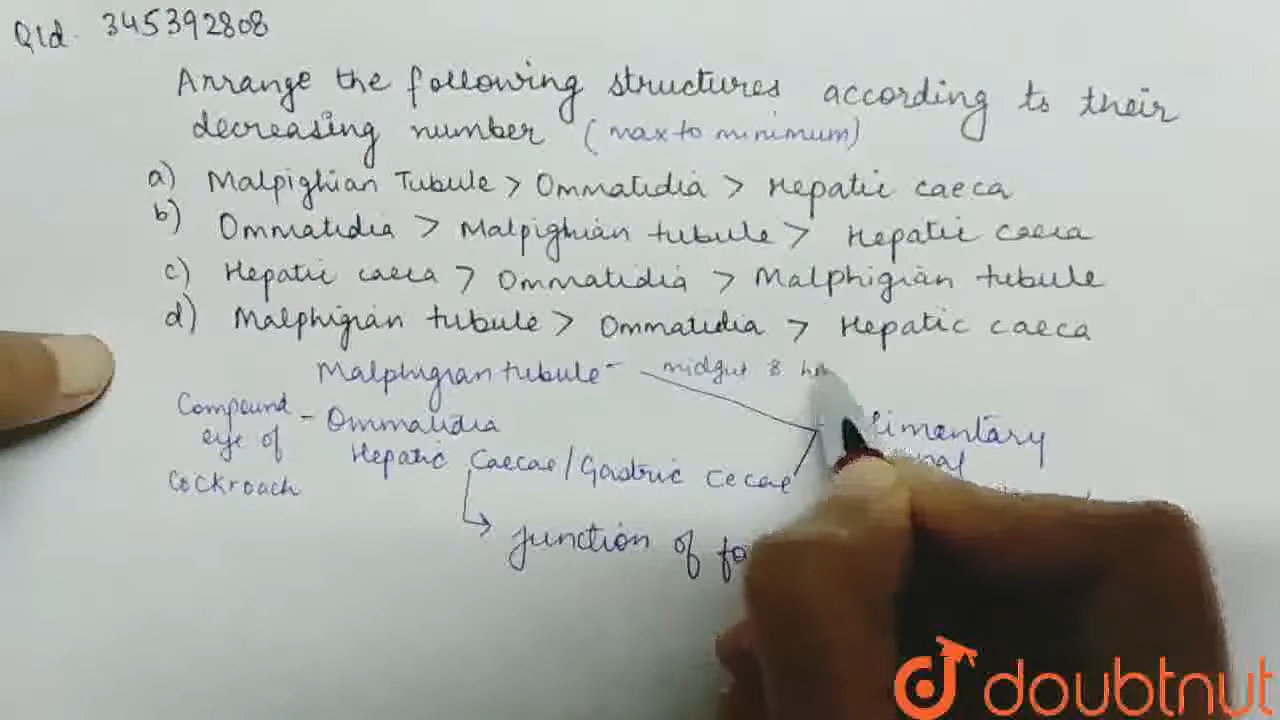 QId. 345392808
Arrange the following structures according to their
decreasing number (max to minimum)
a) Malpighian Tubule > Ommatidia > Hepatic caeca
b) Ommatidia > Malpighian tubule > Hepatic caeca
c) Hepatic caeca > Ommatidia > Malphigian tubule
d) Malphigian tubule > Ommatidia > Hepatic caeca
Malphigian tubule - midgut &
Compound eye of cockroach - Ommatidia
Hepatic Caecae/Gastric cecae
junction of
doubtnut